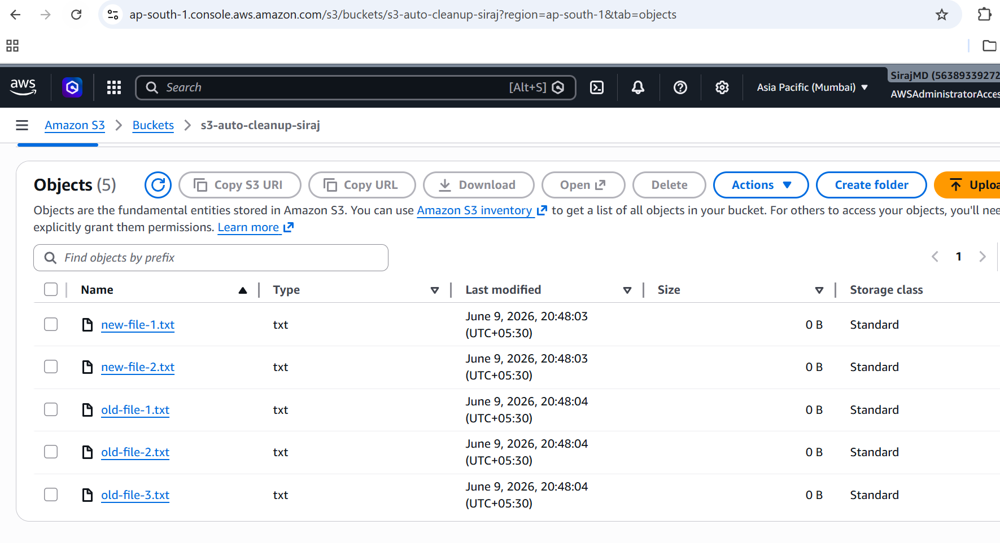 ap-south-1.console.aws.amazon.com/s3/buckets/s3-auto-cleanup-siraj?region=ap-south-1&tab=objects
aws
Search
[Alt+S]
Asia Pacific (Mumbai)
SirajMD (56389339272
AWSAdministratorAcces
Amazon S3 > Buckets > s3-auto-cleanup-siraj
Objects (5)
Copy S3 URI
Copy URL
Download
Open
Delete
Actions
Create folder
Uploa
Objects are the fundamental entities stored in Amazon S3. You can use Amazon S3 inventory to get a list of all objects in your bucket. For others to access your objects, you'll nee
explicitly grant them permissions. Learn more
Find objects by prefix
1
Name Type Last modified Size Storage class
new-file-1.txt txt June 9, 2026, 20:48:03 (UTC+05:30) 0 B Standard
new-file-2.txt txt June 9, 2026, 20:48:03 (UTC+05:30) 0 B Standard
old-file-1.txt txt June 9, 2026, 20:48:04 (UTC+05:30) 0 B Standard
old-file-2.txt txt June 9, 2026, 20:48:04 (UTC+05:30) 0 B Standard
old-file-3.txt txt June 9, 2026, 20:48:04 (UTC+05:30) 0 B Standard